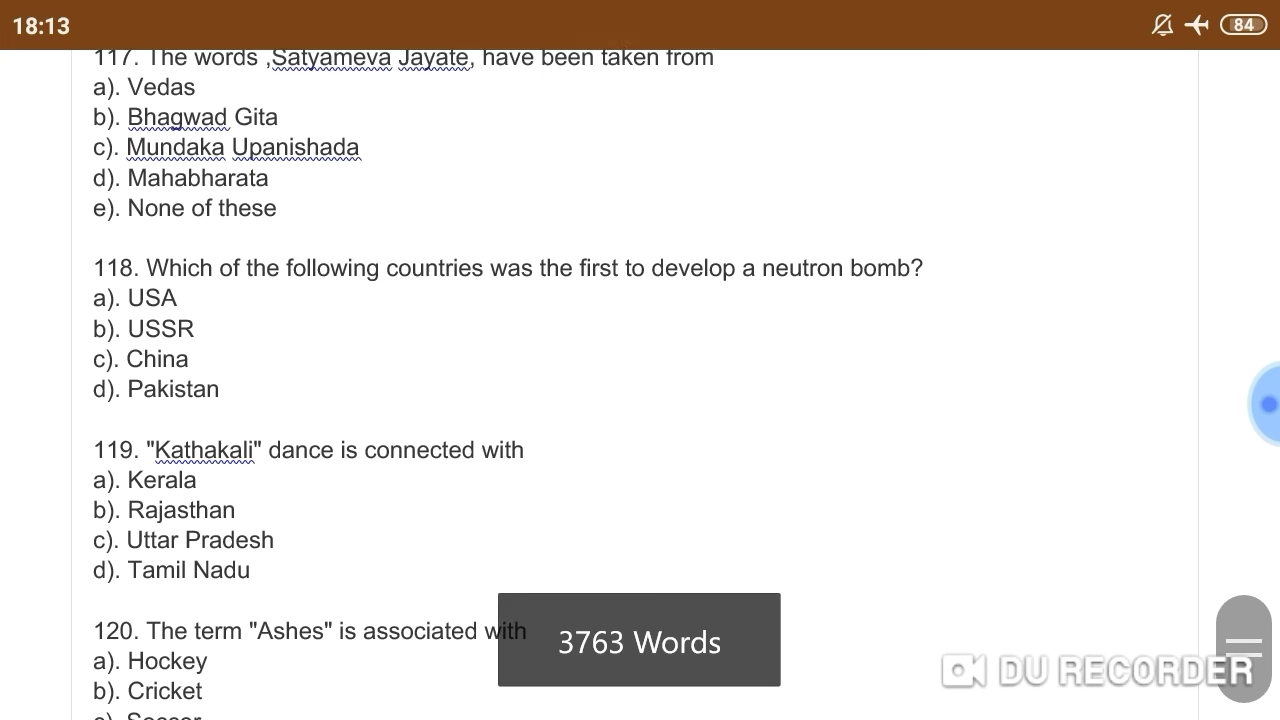 18:13
84
117. The words ,Satyameva Jayate, have been taken from
a). Vedas
b). Bhagwad Gita
c). Mundaka Upanishada
d). Mahabharata
e). None of these
118. Which of the following countries was the first to develop a neutron bomb?
a). USA
b). USSR
c). China
d). Pakistan
119. "Kathakali" dance is connected with
a). Kerala
b). Rajasthan
c). Uttar Pradesh
d). Tamil Nadu
120. The term "Ashes" is associated with
a). Hockey
b). Cricket
c). Soccer
3763 Words
DU RECORDER